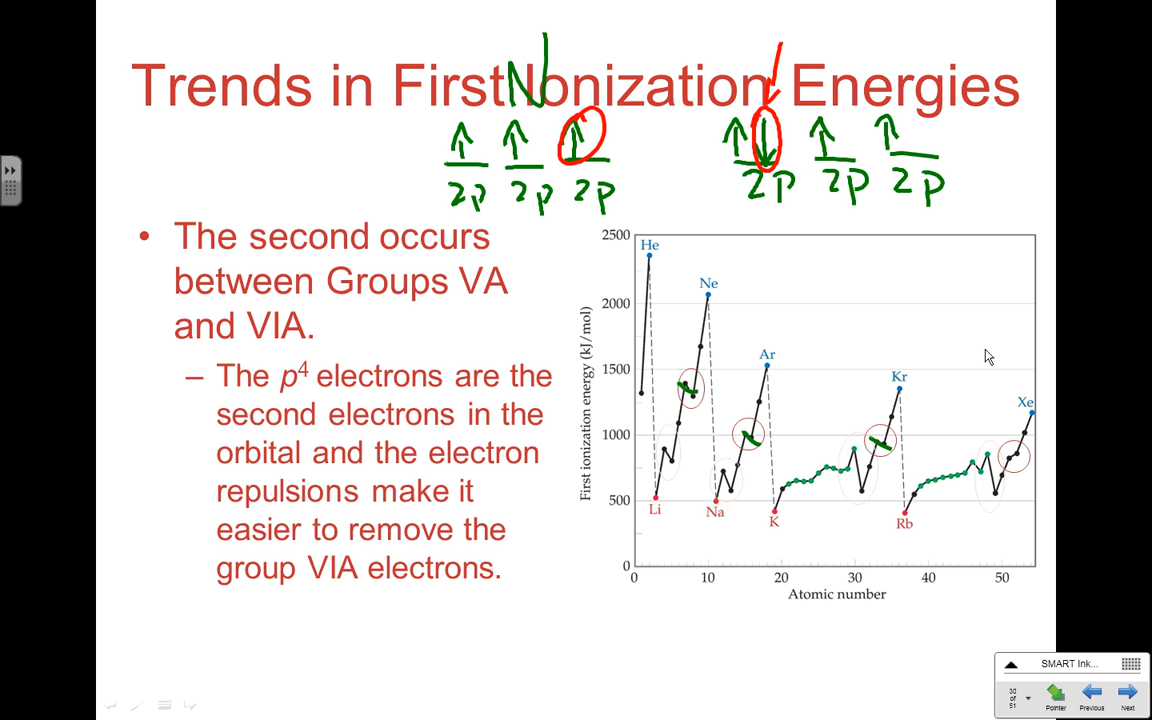 Trends in First Ionization Energies
N
2p 2p 2p
2p 2p 2p
• The second occurs
between Groups VA
and VIA.
– The p⁴ electrons are the
second electrons in the
orbital and the electron
repulsions make it
easier to remove the
group VIA electrons.
First ionization energy (kJ/mol)
2500
2000
1500
1000
500
0
He
Ne
Ar
Kr
Xe
Li
Na
K
Rb
0 10 20 30 40 50
Atomic number
SMART Ink...
30
of
51
Pointer Previous Next